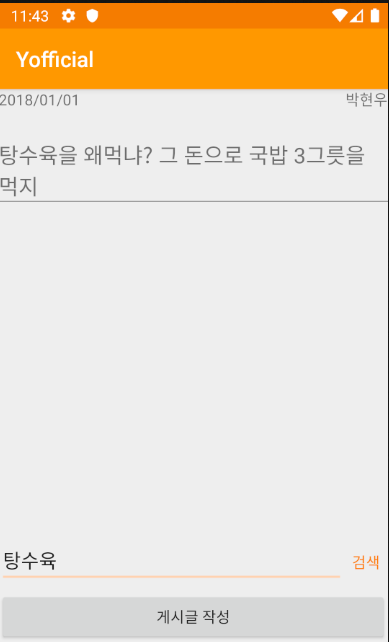 11:43
Yofficial
2018/01/01 박현우
탕수육을 왜먹냐? 그 돈으로 국밥 3그릇을
먹지
탕수육 검색
게시글 작성